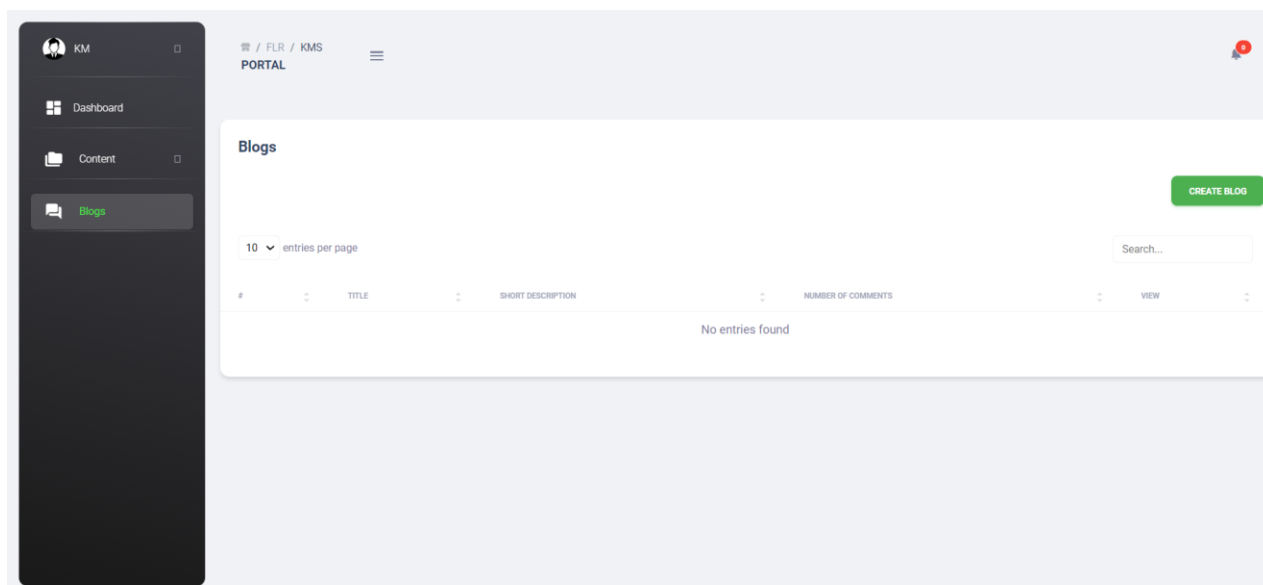 KM
Dashboard
Content
Blogs
/ FLR / KMS
PORTAL
0
Blogs
CREATE BLOG
10 entries per page
Search...
# TITLE SHORT DESCRIPTION NUMBER OF COMMENTS VIEW
No entries found